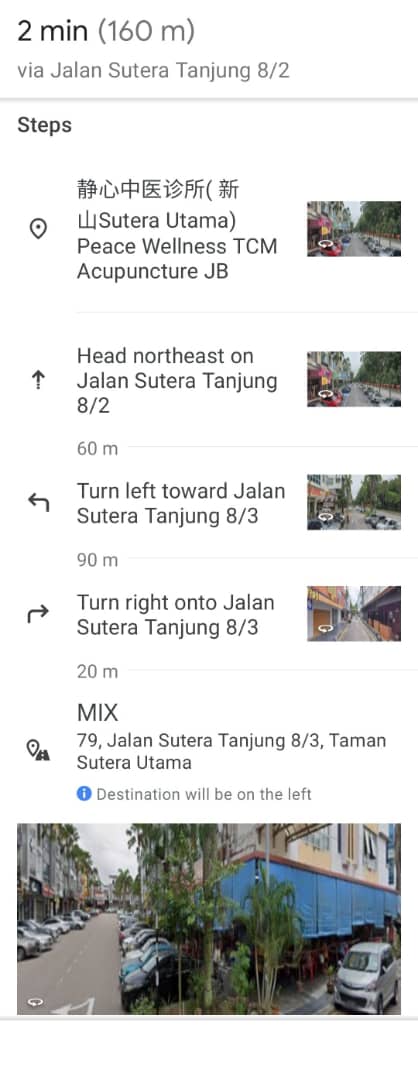 2 min (160 m)
via Jalan Sutera Tanjung 8/2
Steps
静心中医诊所( 新
山Sutera Utama)
Peace Wellness TCM
Acupuncture JB
Head northeast on
Jalan Sutera Tanjung
8/2
60 m
Turn left toward Jalan
Sutera Tanjung 8/3
90 m
Turn right onto Jalan
Sutera Tanjung 8/3
20 m
MIX
79, Jalan Sutera Tanjung 8/3, Taman
Sutera Utama
Destination will be on the left